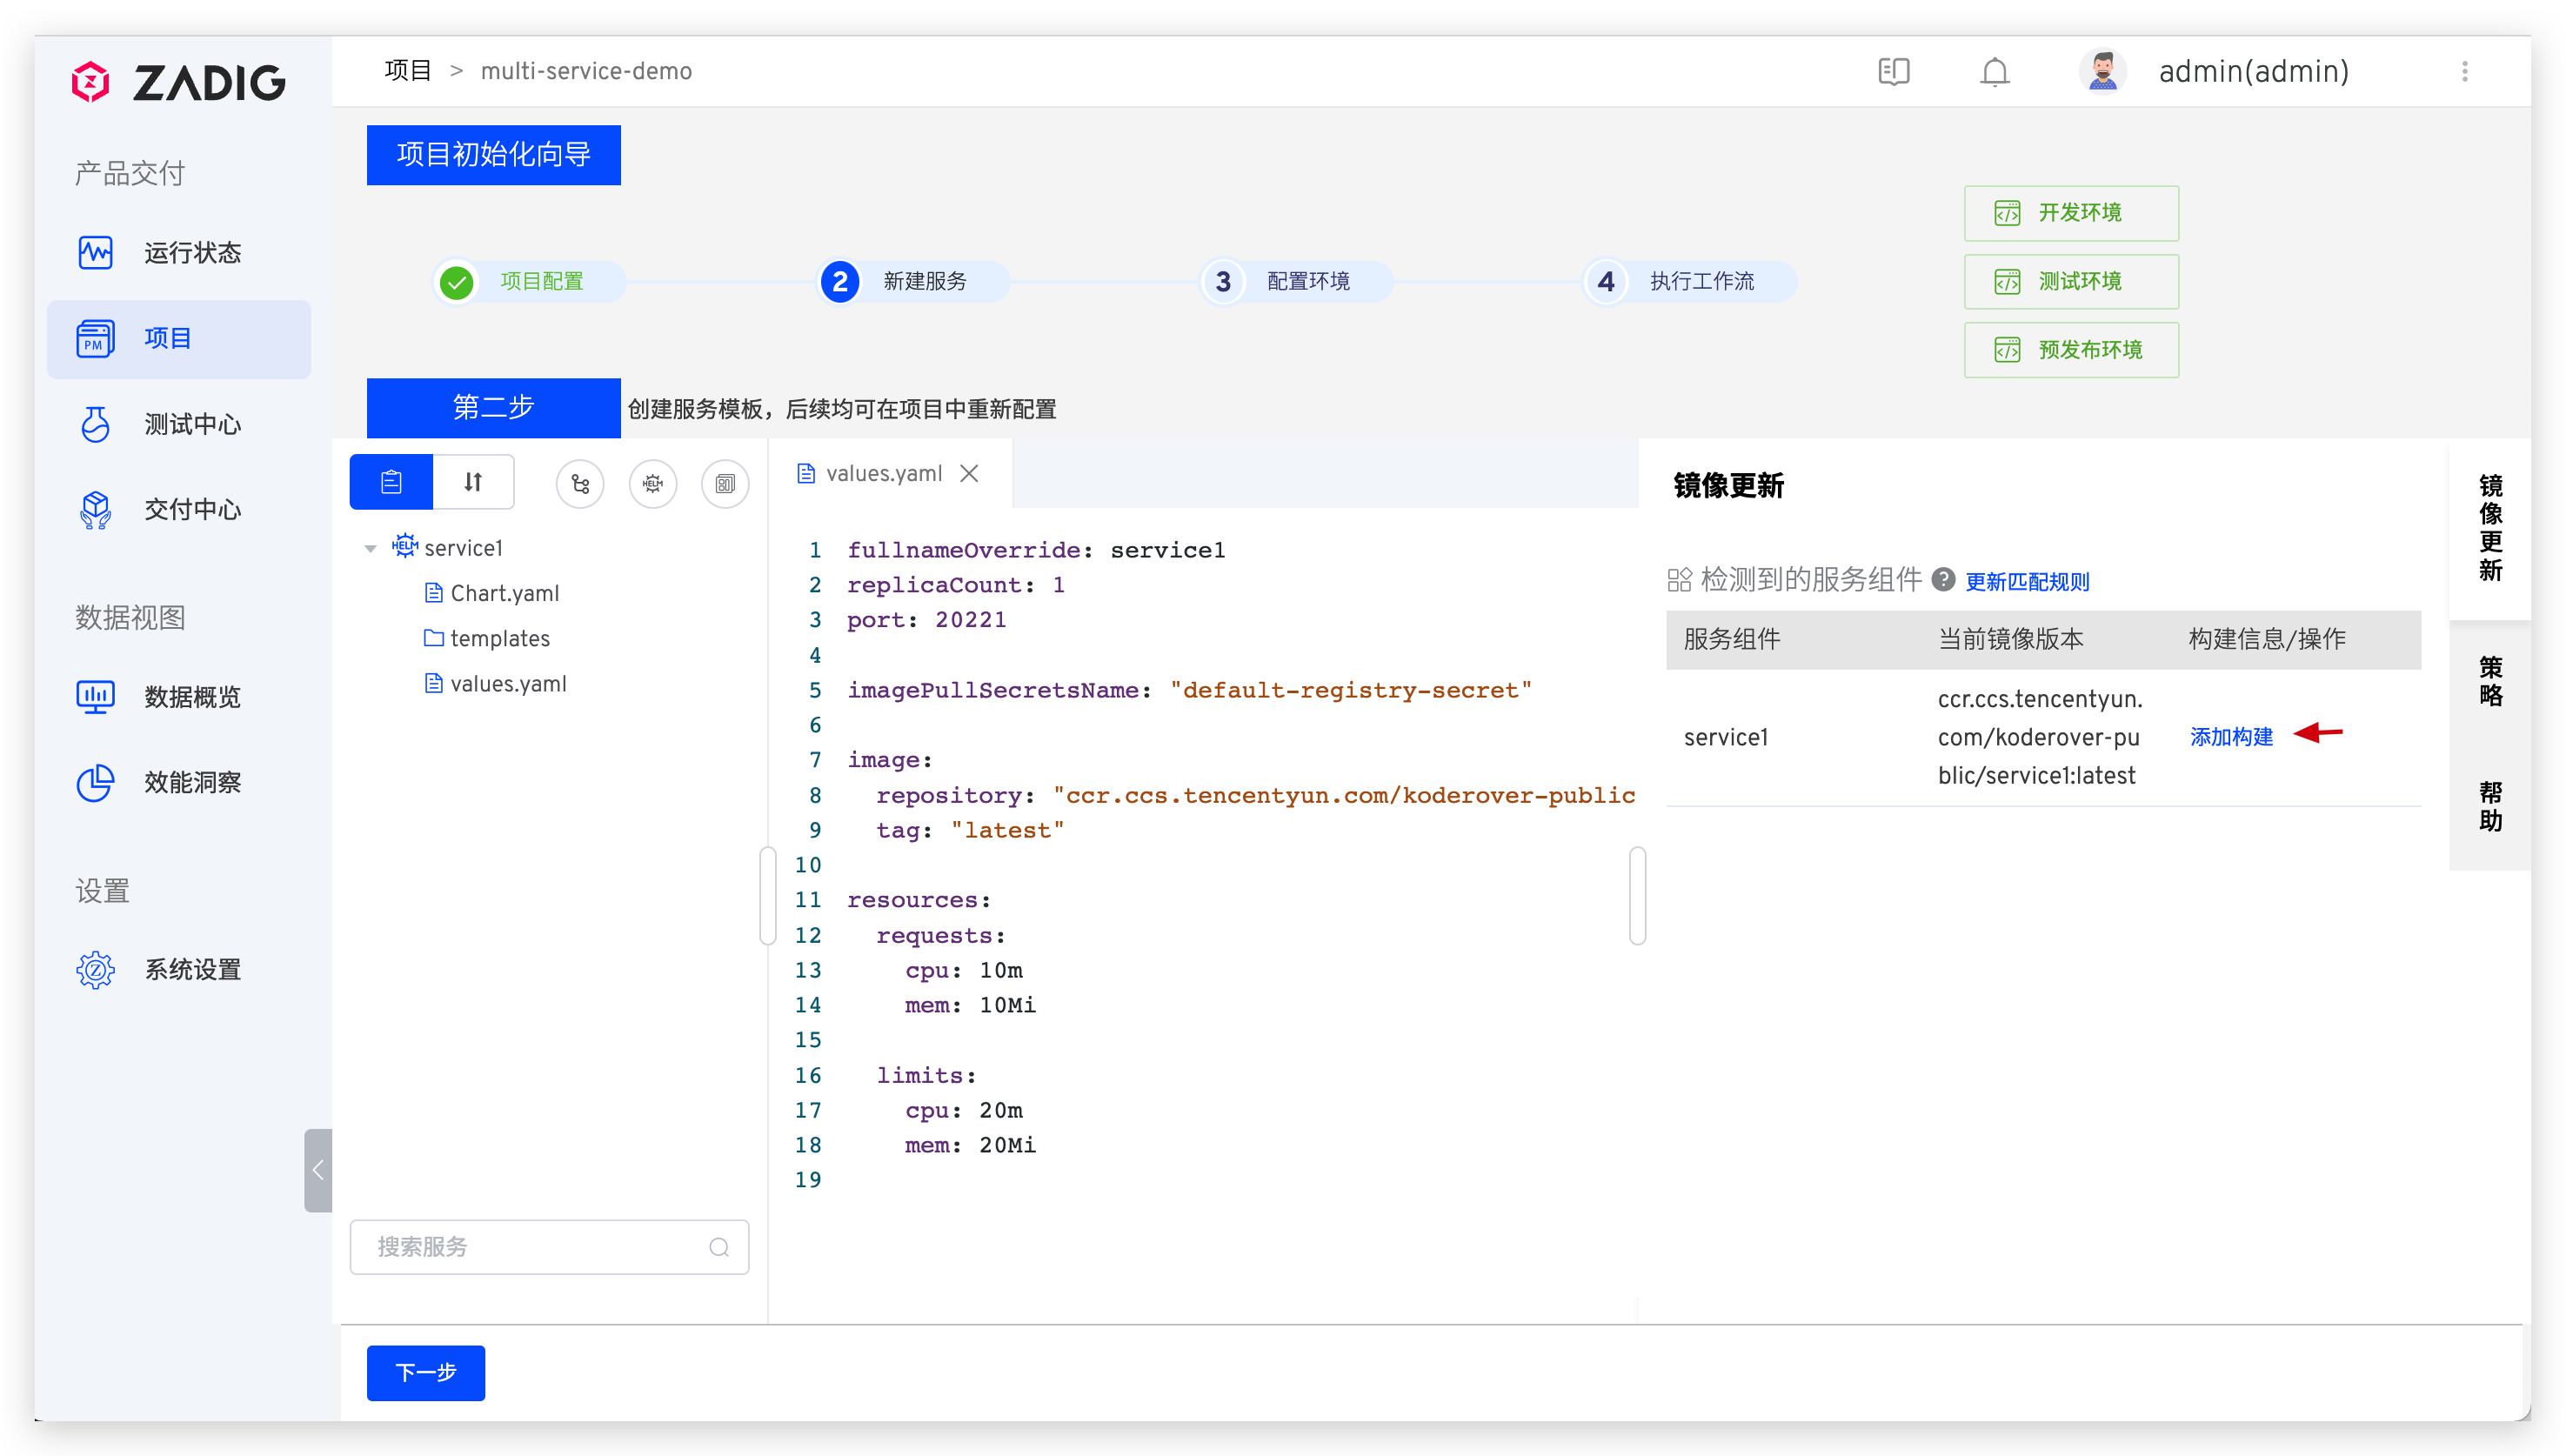 ZADIG
产品交付
运行状态
PM
项目
测试中心
交付中心
数据视图
数据概览
效能洞察
设置
系统设置
项目 > multi-service-demo
admin(admin)
项目初始化向导
项目配置
2 新建服务
3 配置环境
4 执行工作流
开发环境
测试环境
预发布环境
第二步 创建服务模板，后续均可在项目中重新配置
HELM service1
Chart.yaml
templates
values.yaml
搜索服务
values.yaml
1 fullnameOverride: service1
2 replicaCount: 1
3 port: 20221
4
5 imagePullSecretsName: "default-registry-secret"
6
7 image:
8 repository: "ccr.ccs.tencentyun.com/koderover-public
9 tag: "latest"
10
11 resources:
12 requests:
13 cpu: 10m
14 mem: 10Mi
15
16 limits:
17 cpu: 20m
18 mem: 20Mi
19
镜像更新
检测到的服务组件 ? 更新匹配规则
服务组件 当前镜像版本 构建信息/操作
service1 ccr.ccs.tencentyun.
com/koderover-pu
blic/service1:latest
添加构建
镜像更新
策略
帮助
下一步